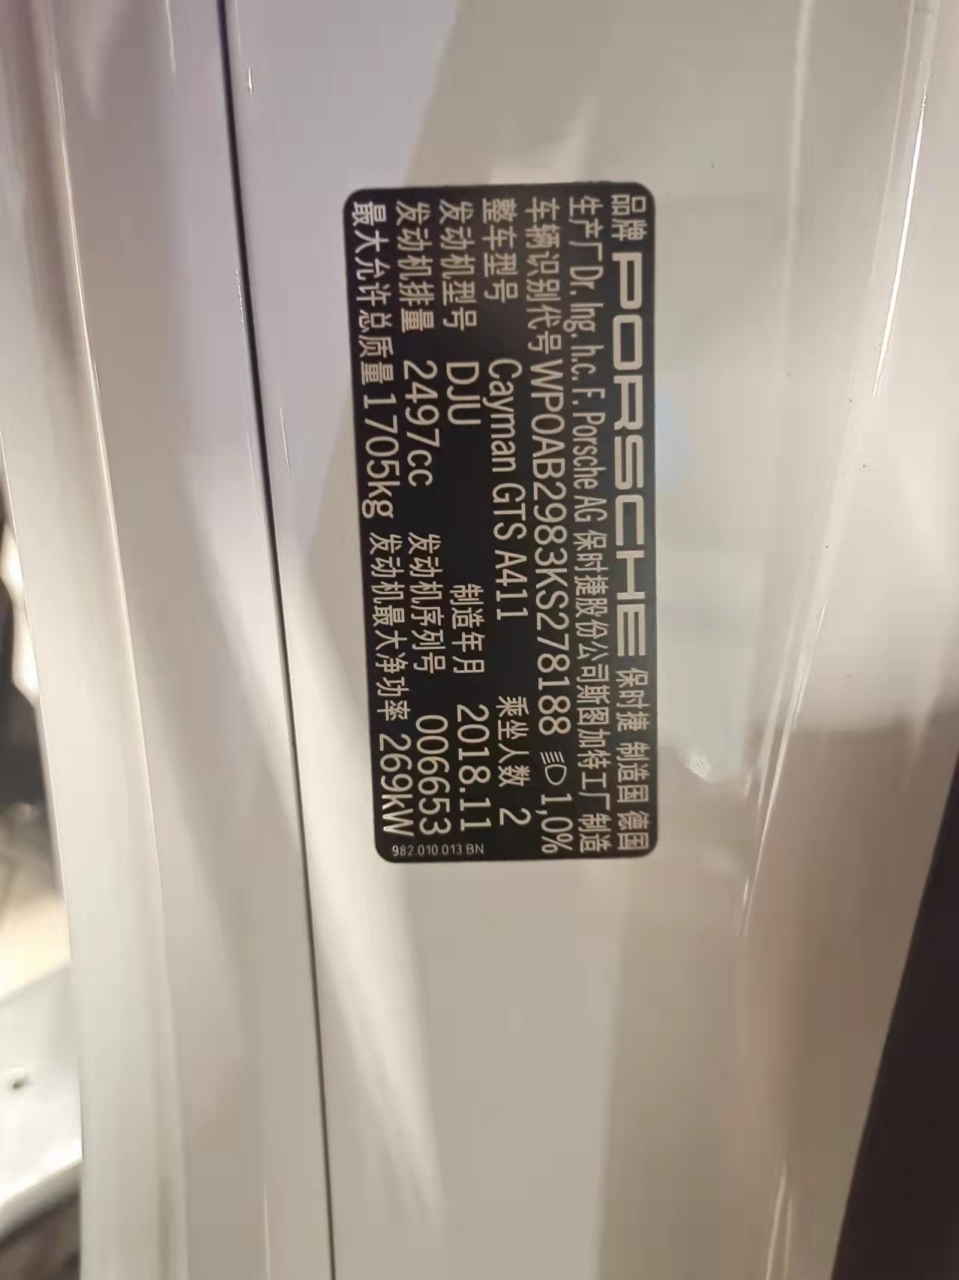 品牌 PORSCHE 保时捷 制造国 德国
生产厂 Dr. Ing. h.c. F. Porsche AG 保时捷股份公司斯图加特工厂制造
车辆识别代号 WP0AB2983KS278188 1,0%
整车型号 Cayman GTS A411 乘坐人数 2
发动机型号 DJU 制造年月 2018.11
发动机排量 2497cc 发动机序列号 006653
最大允许总质量 1705kg 发动机最大净功率 269kW
982.010.013 BN